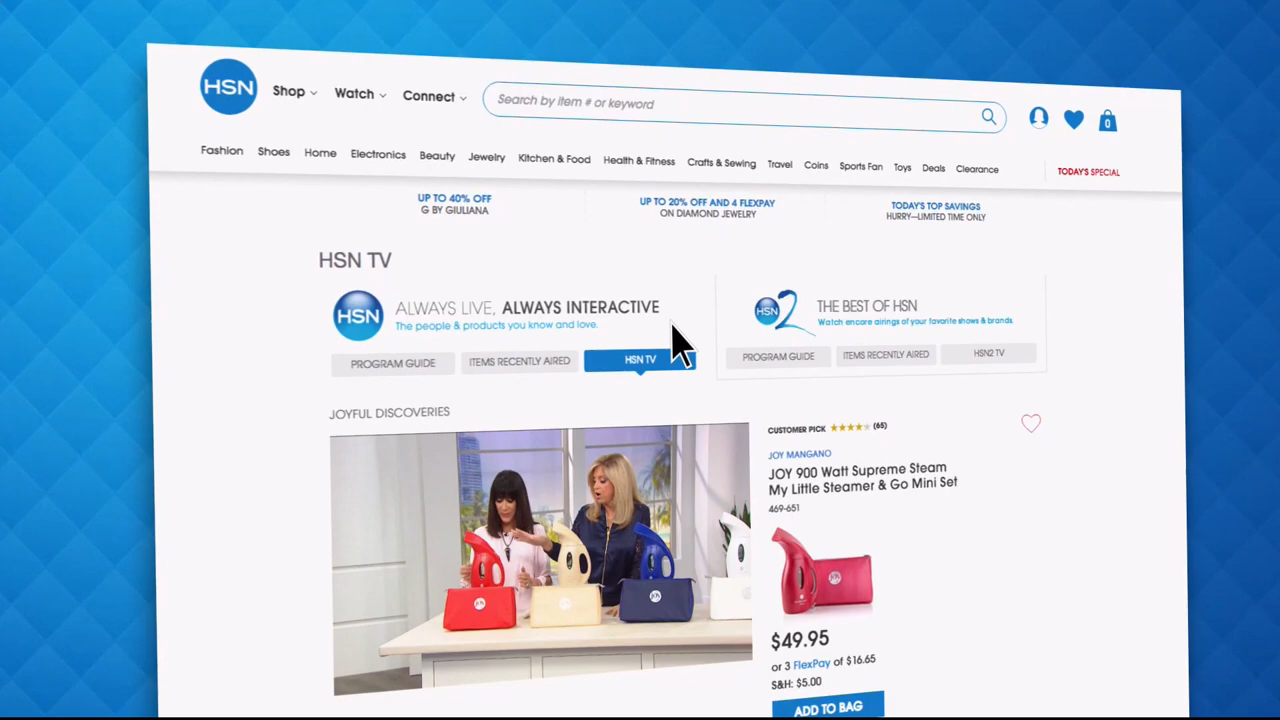 HSN
Shop
Watch
Connect
Search by item # or keyword
0
Fashion
Shoes
Home
Electronics
Beauty
Jewelry
Kitchen & Food
Health & Fitness
Crafts & Sewing
Travel
Coins
Sports Fan
Toys
Deals
Clearance
TODAY'S SPECIAL
UP TO 40% OFF
G BY GIULIANA
UP TO 20% OFF AND 4 FLEXPAY
ON DIAMOND JEWELRY
TODAY'S TOP SAVINGS
HURRY—LIMITED TIME ONLY
HSN TV
HSN
ALWAYS LIVE, ALWAYS INTERACTIVE
The people & products you know and love.
PROGRAM GUIDE
ITEMS RECENTLY AIRED
HSN TV
HSN 2
THE BEST OF HSN
Watch encore airings of your favorite shows & brands.
PROGRAM GUIDE
ITEMS RECENTLY AIRED
HSN2 TV
JOYFUL DISCOVERIES
CUSTOMER PICK
(65)
JOY MANGANO
JOY 900 Watt Supreme Steam
My Little Steamer & Go Mini Set
469-651
$49.95
or 3 FlexPay of $16.65
S&H: $5.00
ADD TO BAG